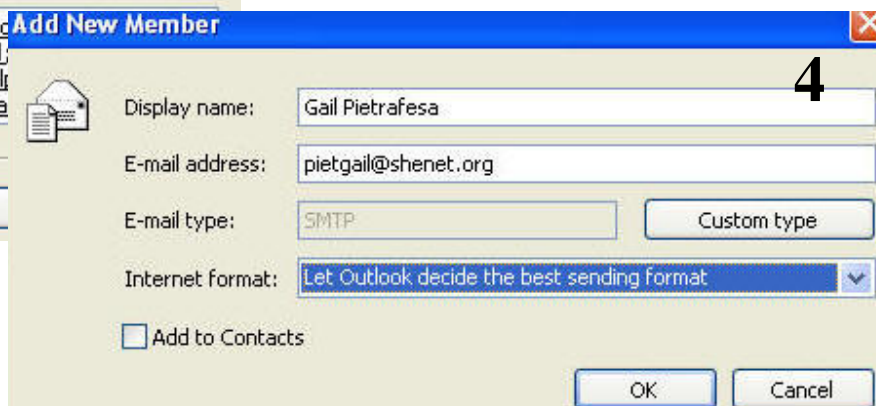 Add New Member
4
Display name: Gail Pietrafesa
E-mail address: pietgail@shenet.org
E-mail type: SMTP Custom type
Internet format: Let Outlook decide the best sending format
Add to Contacts
OK Cancel